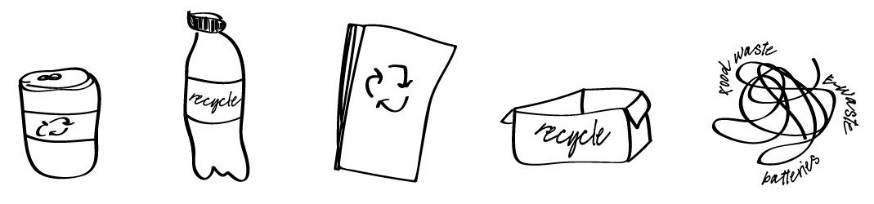 recycle
recycle
food waste
E-waste
batteries